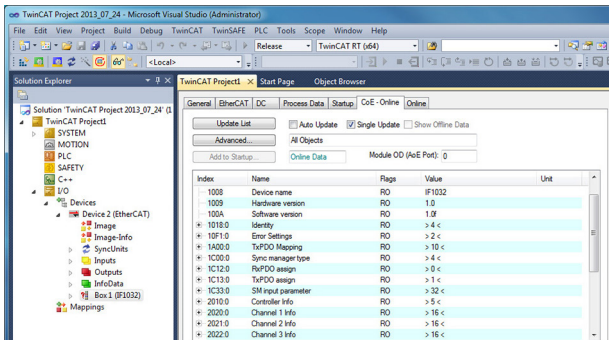 TwinCAT Project 2013_07_24 - Microsoft Visual Studio (Administrator)
File Edit View Project Build Debug TwinCAT TwinSAFE PLC Tools Scope Window Help
Release TwinCAT RT (x64)
<Local>
Solution Explorer
TwinCAT Project1 Start Page Object Browser
Solution 'TwinCAT Project 2013_07_24' (1
TwinCAT Project1
SYSTEM
MOTION
PLC
SAFETY
C++
I/O
Devices
Device 2 (EtherCAT)
Image
Image-Info
SyncUnits
Inputs
Outputs
InfoData
Box 1 (IF1032)
Mappings
General EtherCAT DC Process Data Startup CoE - Online Online
Update List Auto Update Single Update Show Offline Data
Advanced... All Objects
Add to Startup... Online Data Module OD (AoE Port): 0
Index Name Flags Value Unit
1008 Device name RO IF1032
1009 Hardware version RO 1.0
100A Software version RO 1.0f
1018:0 Identity RO > 4 <
10F1:0 Error Settings RO > 2 <
1A00:0 TxPDO Mapping RO > 10 <
1C00:0 Sync manager type RO > 4 <
1C12:0 RxPDO assign RO > 0 <
1C13:0 TxPDO assign RO > 1 <
1C33:0 SM input parameter RO > 32 <
2010:0 Controller Info RO > 5 <
2020:0 Channel 1 Info RO > 16 <
2021:0 Channel 2 Info RO > 16 <
2022:0 Channel 3 Info RO > 16 <